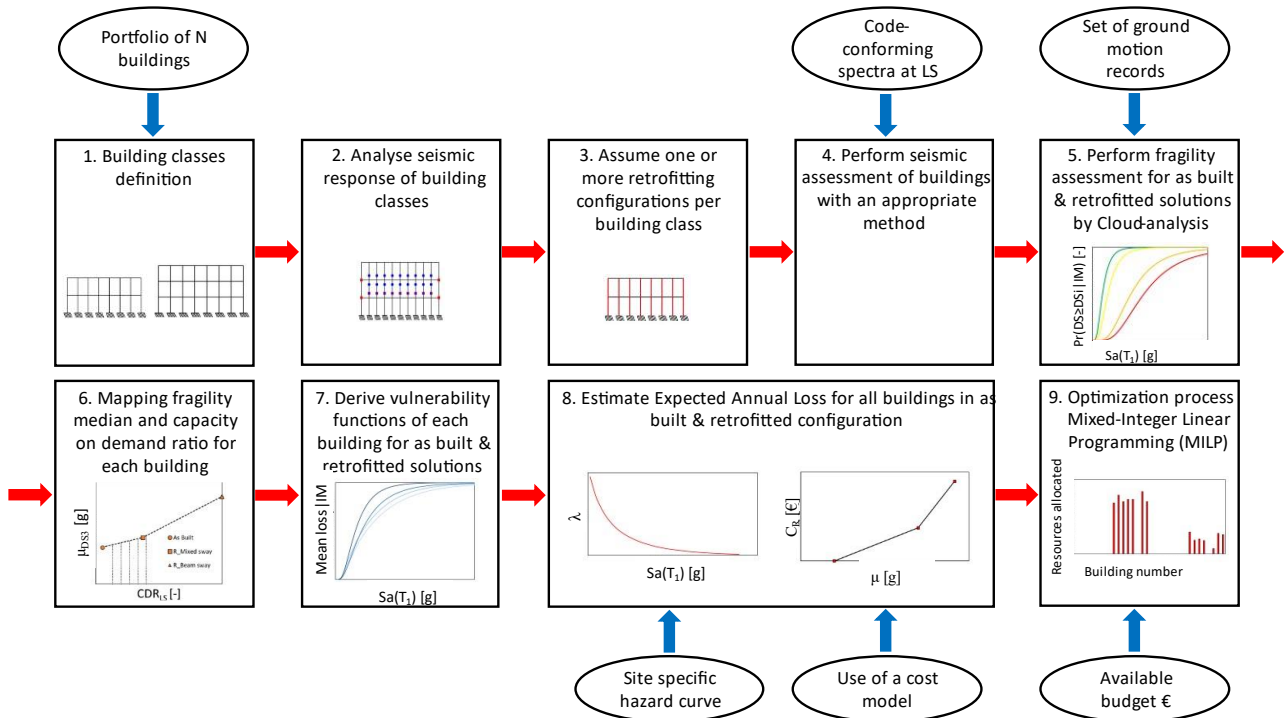 Portfolio of N
buildings
Code-
conforming
spectra at LS
Set of ground
motion
records
1. Building classes
definition
2. Analyse seismic
response of building
classes
3. Assume one or
more retrofitting
configurations per
building class
4. Perform seismic
assessment of buildings
with an appropriate
method
5. Perform fragility
assessment for as built
& retrofitted solutions
by Cloud-analysis
Pr(DS≥DSi|IM) [-]
Sa(T₁) [g]
6. Mapping fragility
median and capacity
on demand ratio for
each building
μDS3 [g]
As Built
R_Mixed sway
R_Beam sway
CDR_LS [-]
7. Derive vulnerability
functions of each
building for as built &
retrofitted solutions
Mean loss|IM
Sa(T₁) [g]
8. Estimate Expected Annual Loss for all buildings in as
built & retrofitted configuration
λ
Sa(T₁) [g]
C_R [€]
μ [g]
9. Optimization process
Mixed-Integer Linear
Programming (MILP)
Resources allocated
Building number
Site specific
hazard curve
Use of a cost
model
Available
budget €